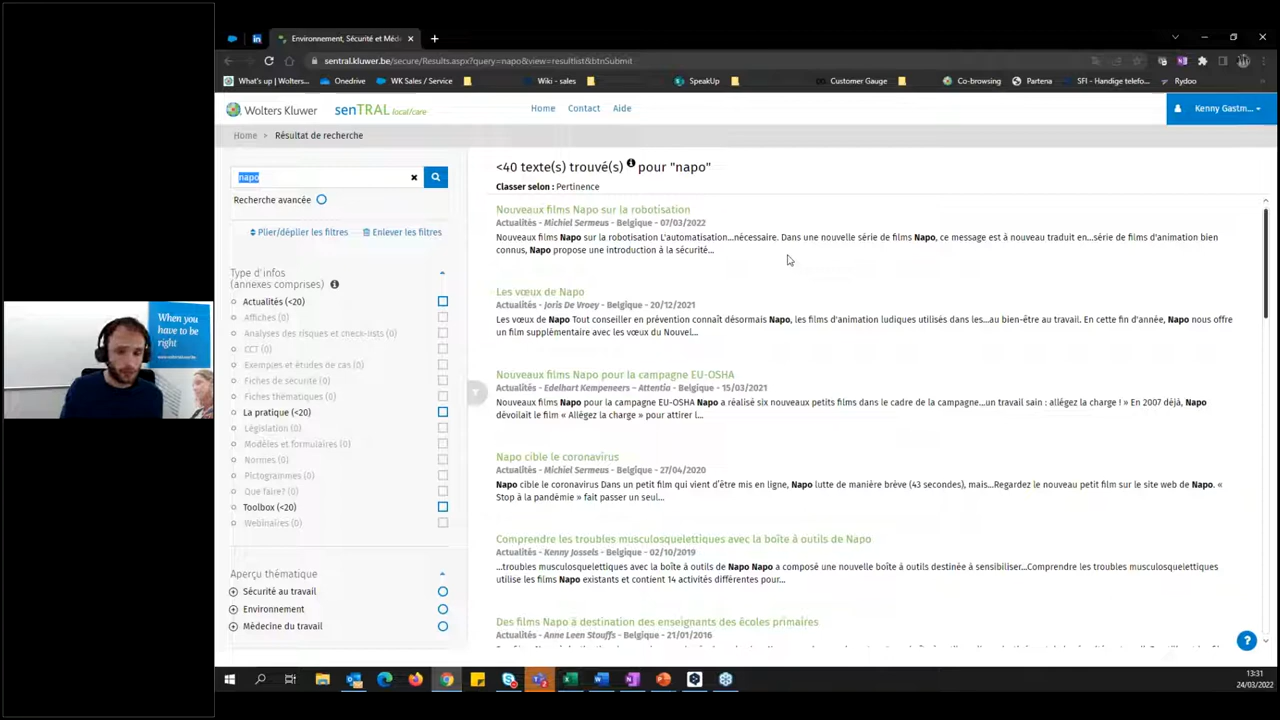 Environnement, Sécurité et Méde
sentral.kluwer.be/secure/Results.aspx?query=napo&view=resultlist&btnSubmit
What's up | Wolters...
Onedrive
WK Sales / Service
Wiki - sales
SpeakUp
Customer Gauge
Co-browsing
Partena
SFI - Handige telefo...
Rydoo
Wolters Kluwer
senTRAL local/care
Home
Contact
Aide
Kenny Gastm...
Home > Résultat de recherche
napo
Recherche avancée
Plier/déplier les filtres
Enlever les filtres
Type d'infos
(annexes comprises)
Actualités (<20)
Affiches (0)
Analyses des risques et check-lists (0)
CCT (0)
Exemples et études de cas (0)
Fiches de sécurité (0)
Fiches thématiques (0)
La pratique (<20)
Législation (0)
Modèles et formulaires (0)
Normes (0)
Pictogrammes (0)
Que faire? (0)
Toolbox (<20)
Webinaires (0)
Aperçu thématique
Sécurité au travail
Environnement
Médecine du travail
<40 texte(s) trouvé(s) pour "napo"
Classer selon : Pertinence
Nouveaux films Napo sur la robotisation
Actualités - Michiel Sermeus - Belgique - 07/03/2022
Nouveaux films Napo sur la robotisation L'automatisation...nécessaire. Dans une nouvelle série de films Napo, ce message est à nouveau traduit en...série de films d'animation bien
connus, Napo propose une introduction à la sécurité...
Les vœux de Napo
Actualités - Joris De Vroey - Belgique - 20/12/2021
Les vœux de Napo Tout conseiller en prévention connaît désormais Napo, les films d'animation ludiques utilisés dans les...au bien-être au travail. En cette fin d'année, Napo nous offre
un film supplémentaire avec les vœux du Nouvel...
Nouveaux films Napo pour la campagne EU-OSHA
Actualités - Edelhart Kempeneers – Attentia - Belgique - 15/03/2021
Nouveaux films Napo pour la campagne EU-OSHA Napo a réalisé six nouveaux petits films dans le cadre de la campagne...un travail sain : allégez la charge ! » En 2007 déjà, Napo
dévoilait le film « Allégez la charge » pour attirer l...
Napo cible le coronavirus
Actualités - Michiel Sermeus - Belgique - 27/04/2020
Napo cible le coronavirus Dans un petit film qui vient d'être mis en ligne, Napo lutte de manière brève (43 secondes), mais...Regardez le nouveau petit film sur le site web de Napo. «
Stop à la pandémie » fait passer un seul...
Comprendre les troubles musculosquelettiques avec la boîte à outils de Napo
Actualités - Kenny Jossels - Belgique - 02/10/2019
...troubles musculosquelettiques avec la boîte à outils de Napo Napo a composé une nouvelle boîte à outils destinée à sensibiliser...Comprendre les troubles musculosquelettiques
utilise les films Napo existants et contient 14 activités différentes pour...
Des films Napo à destination des enseignants des écoles primaires
Actualités - Anne Leen Stouffs - Belgique - 21/01/2016
When you
have to be
right
13:31
24/03/2022